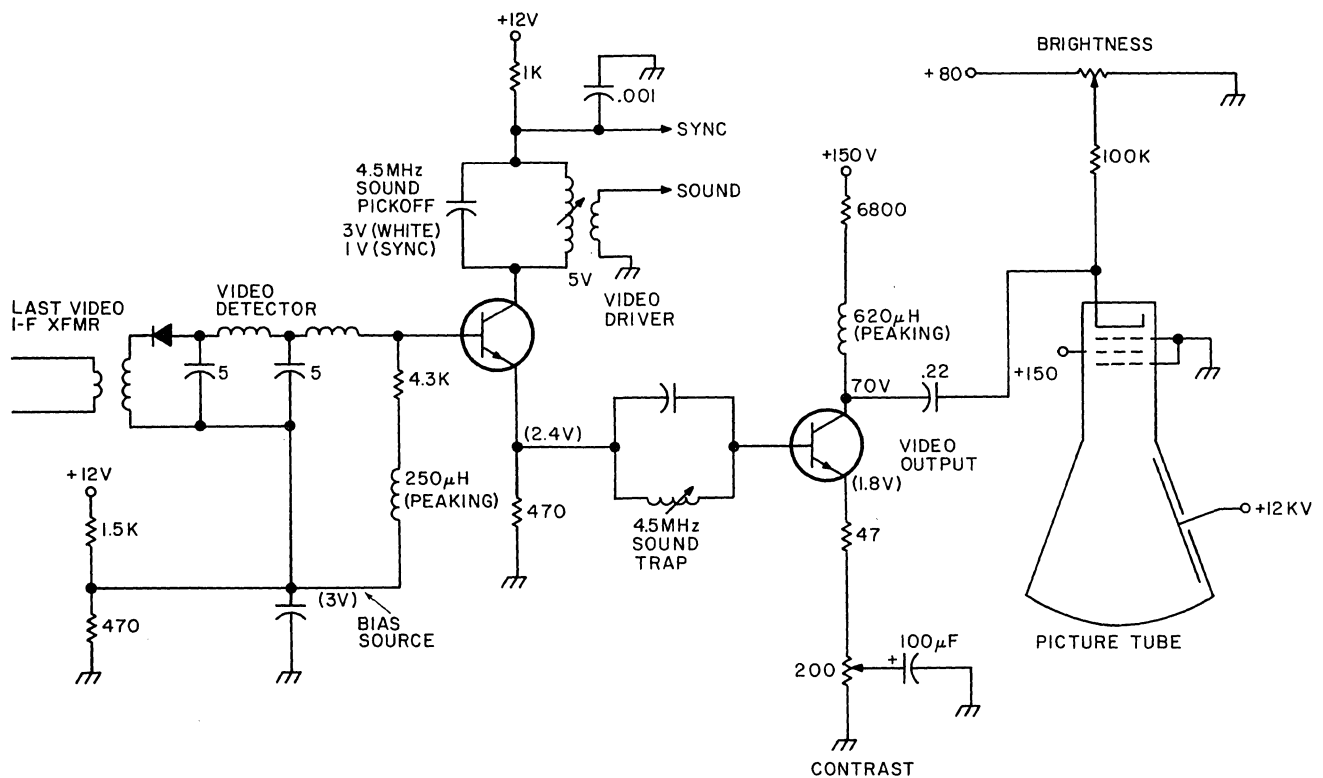 +12V
1K
.001
SYNC
4.5MHz
SOUND
PICKOFF
3V (WHITE)
1V (SYNC)
SOUND
5V
VIDEO
DRIVER
LAST VIDEO
I-F XFMR
VIDEO
DETECTOR
5
5
4.3K
250µH
(PEAKING)
+12V
1.5K
470
(3V)
BIAS
SOURCE
(2.4V)
470
4.5MHz
SOUND
TRAP
+150V
6800
620µH
(PEAKING)
70V
.22
VIDEO
OUTPUT
(1.8V)
47
200
+
100µF
CONTRAST
BRIGHTNESS
+80
100K
+150
+12KV
PICTURE TUBE